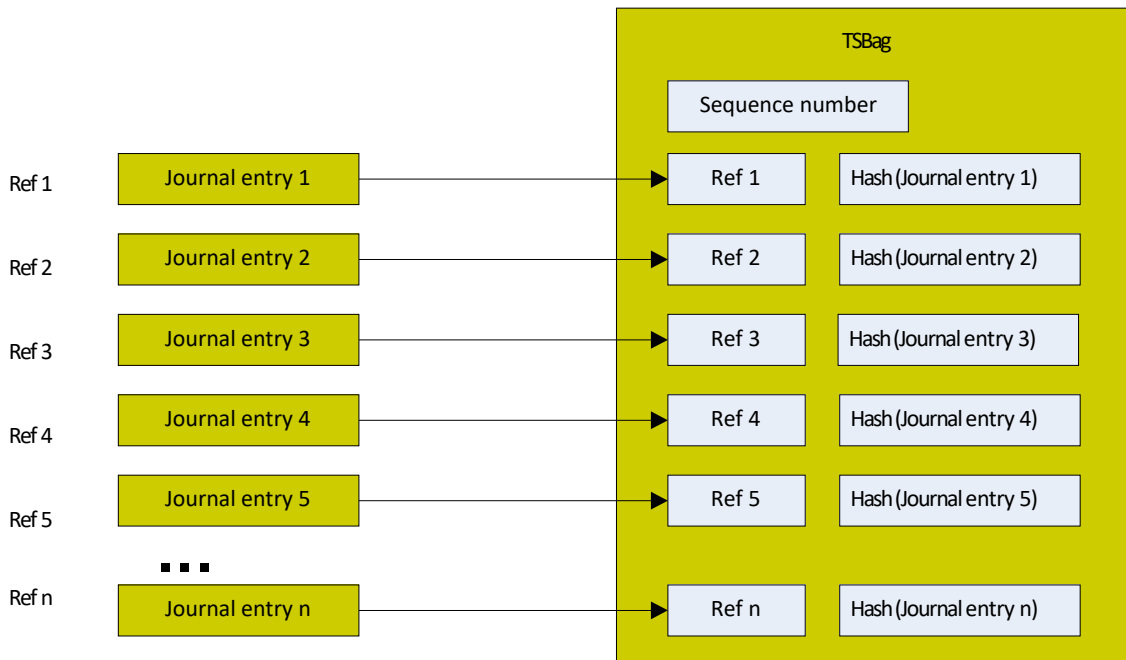 TSBag
Sequence number
Ref 1 Journal entry 1 Ref 1 Hash (Journal entry 1)
Ref 2 Journal entry 2 Ref 2 Hash (Journal entry 2)
Ref 3 Journal entry 3 Ref 3 Hash (Journal entry 3)
Ref 4 Journal entry 4 Ref 4 Hash (Journal entry 4)
Ref 5 Journal entry 5 Ref 5 Hash (Journal entry 5)
...
Ref n Journal entry n Ref n Hash (Journal entry n)